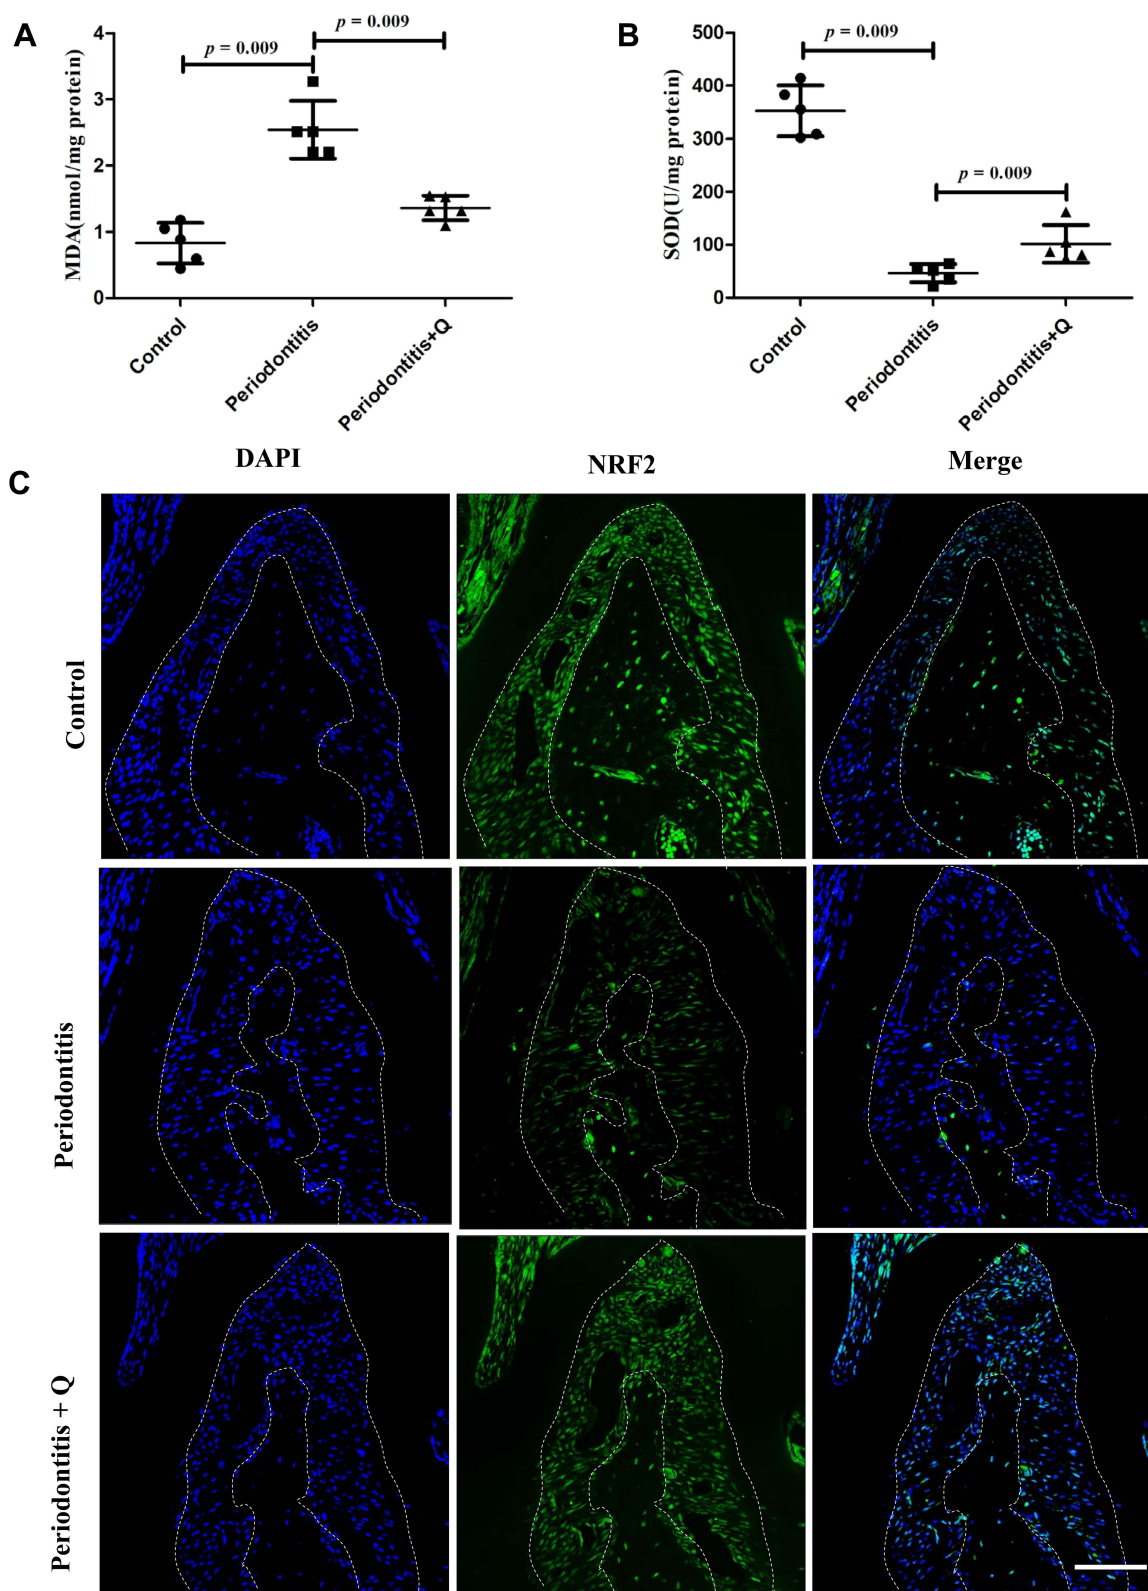 A
MDA(nmol/mg protein)
4
3
2
1
0
p = 0.009
p = 0.009
Control
Periodontitis
Periodontitis+Q
B
SOD(U/mg protein)
500
400
300
200
100
0
p = 0.009
p = 0.009
Control
Periodontitis
Periodontitis+Q
C
DAPI
NRF2
Merge
Control
Periodontitis
Periodontitis + Q